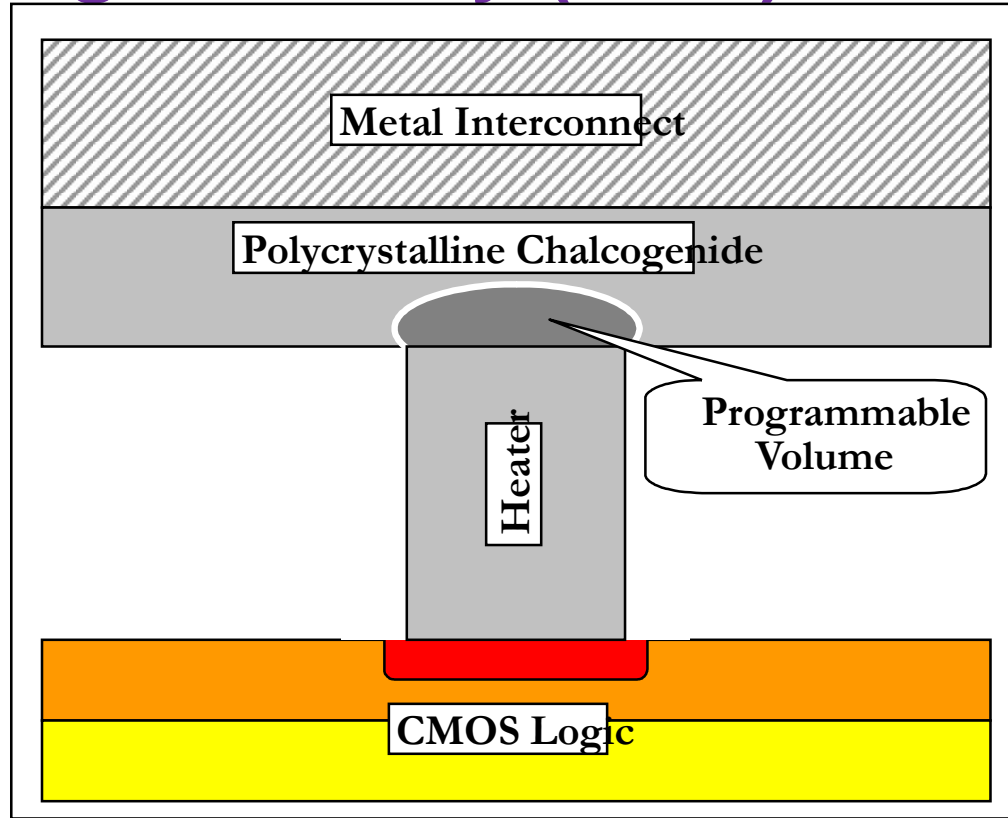 Metal Interconnect
Polycrystalline Chalcogenide
Programmable
Volume
Heater
CMOS Logic